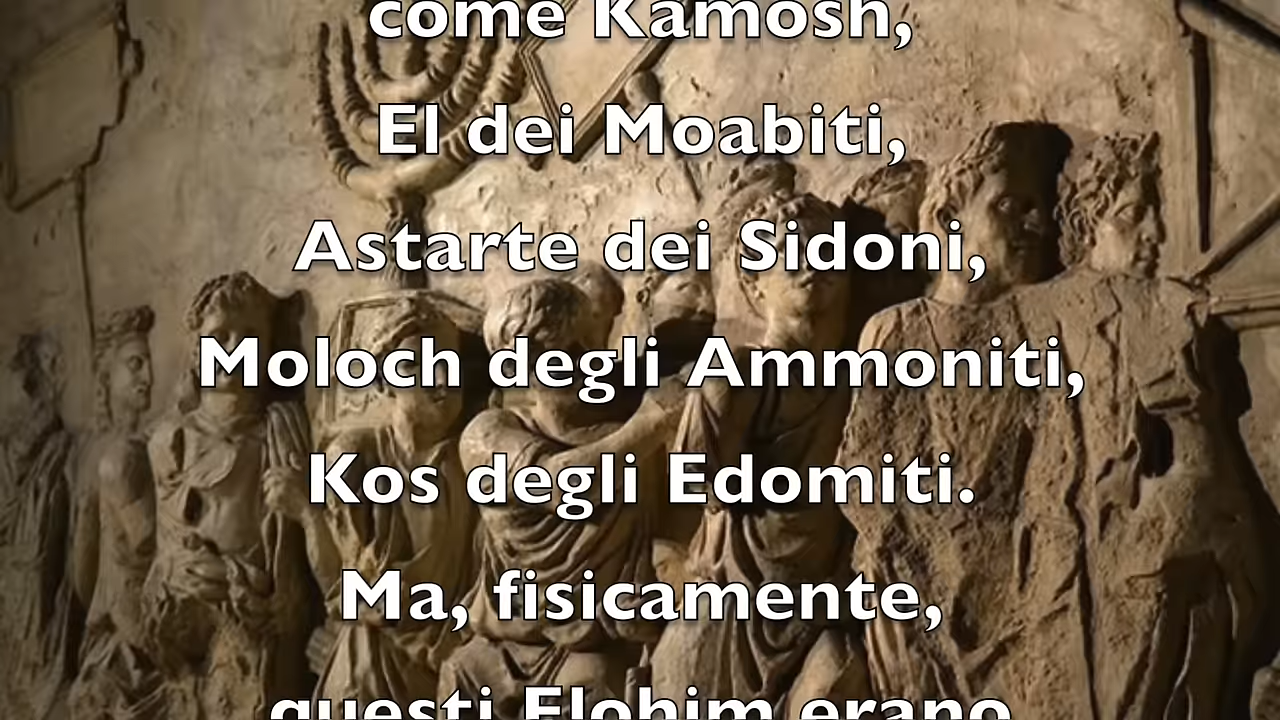 come Kamosh,
El dei Moabiti,
Astarte dei Sidoni,
Moloch degli Ammoniti,
Kos degli Edomiti.
Ma, fisicamente,
questi Elohim erano